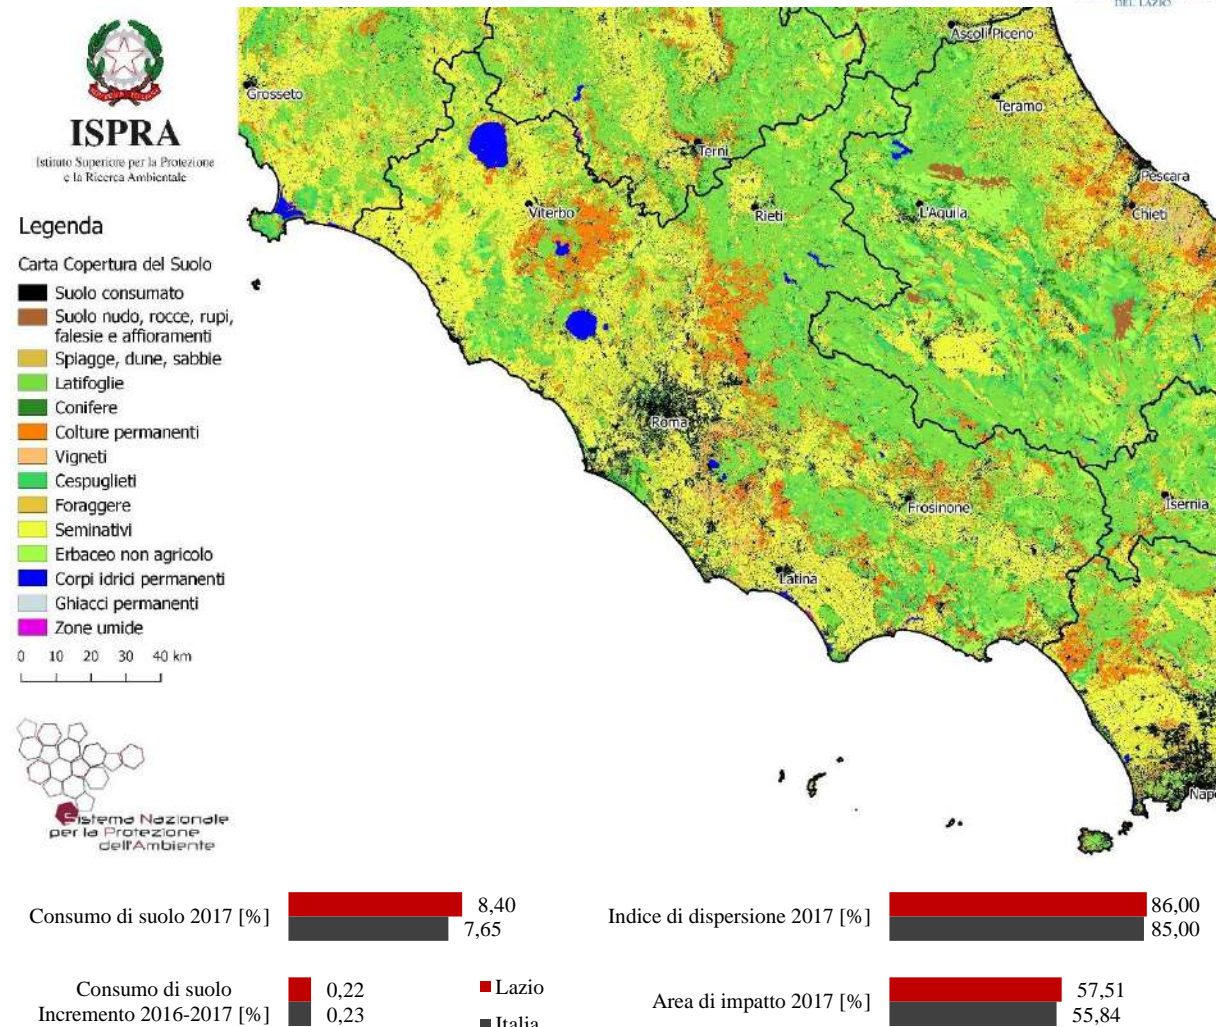 DEL LAZIO
ISPRA
Istituto Superiore per la Protezione
e la Ricerca Ambientale
Legenda
Carta Copertura del Suolo
Suolo consumato
Suolo nudo, rocce, rupi,
falesie e affioramenti
Spiagge, dune, sabbie
Latifoglie
Conifere
Colture permanenti
Vigneti
Cespuglieti
Foraggere
Seminativi
Erbaceo non agricolo
Corpi idrici permanenti
Ghiacci permanenti
Zone umide
0 10 20 30 40 km
Sistema Nazionale
per la Protezione
dell'Ambiente
Ascoli Piceno
Grosseto
Teramo
Terni
Pescara
Viterbo
Rieti
L'Aquila
Chieti
Roma
Frosinone
Isernia
Latina
Nap
Consumo di suolo 2017 [%]
8,40
7,65
Indice di dispersione 2017 [%]
86,00
85,00
Consumo di suolo
Incremento 2016-2017 [%]
0,22
0,23
Lazio
Italia
Area di impatto 2017 [%]
57,51
55,84